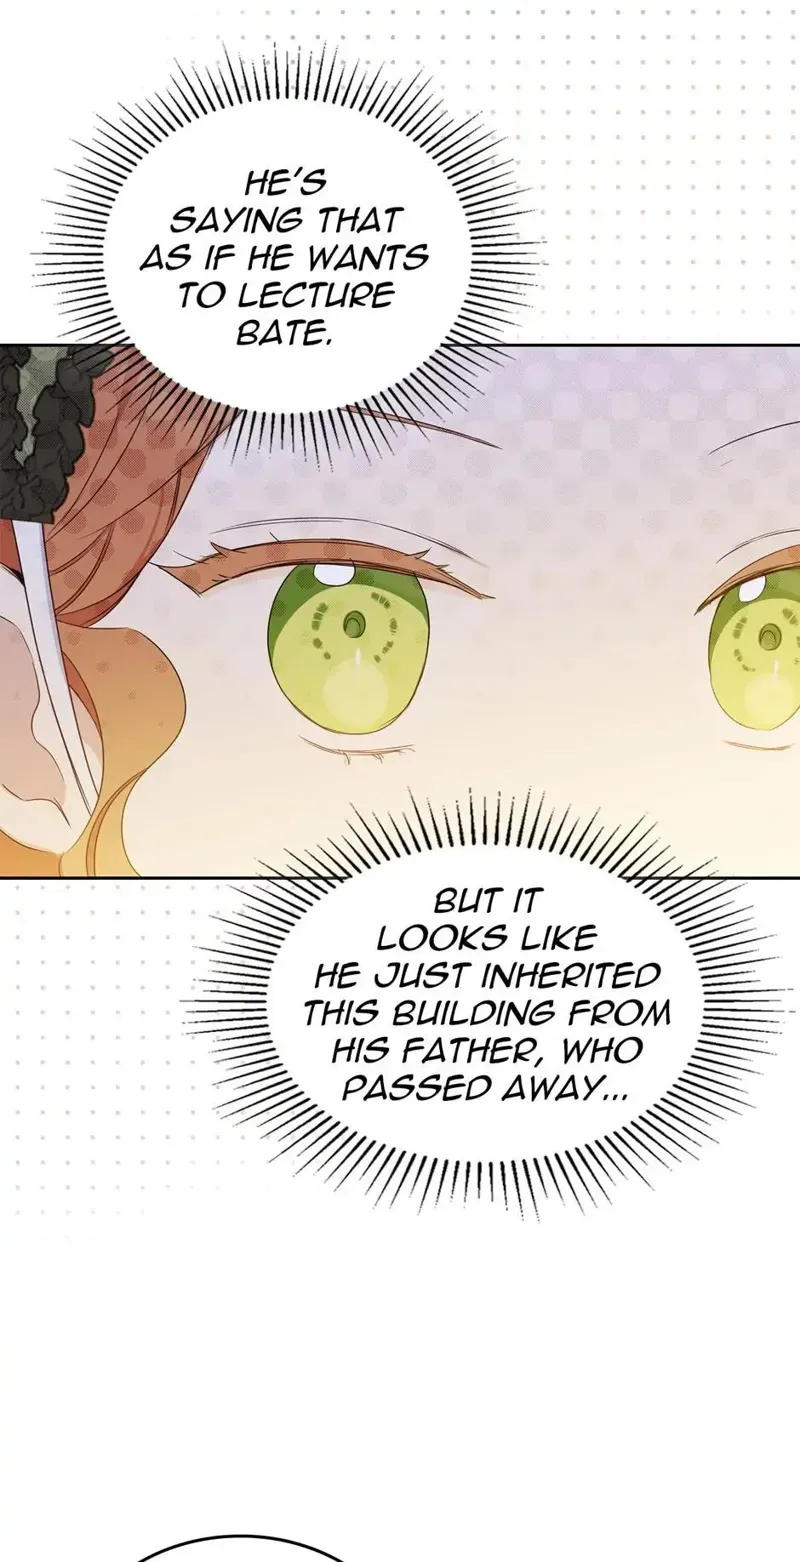 HE'S
SAYING THAT
AS IF HE WANTS
TO LECTURE
BATE.
BUT IT
LOOKS LIKE
HE JUST INHERITED
THIS BUILDING FROM
HIS FATHER, WHO
PASSED AWAY...